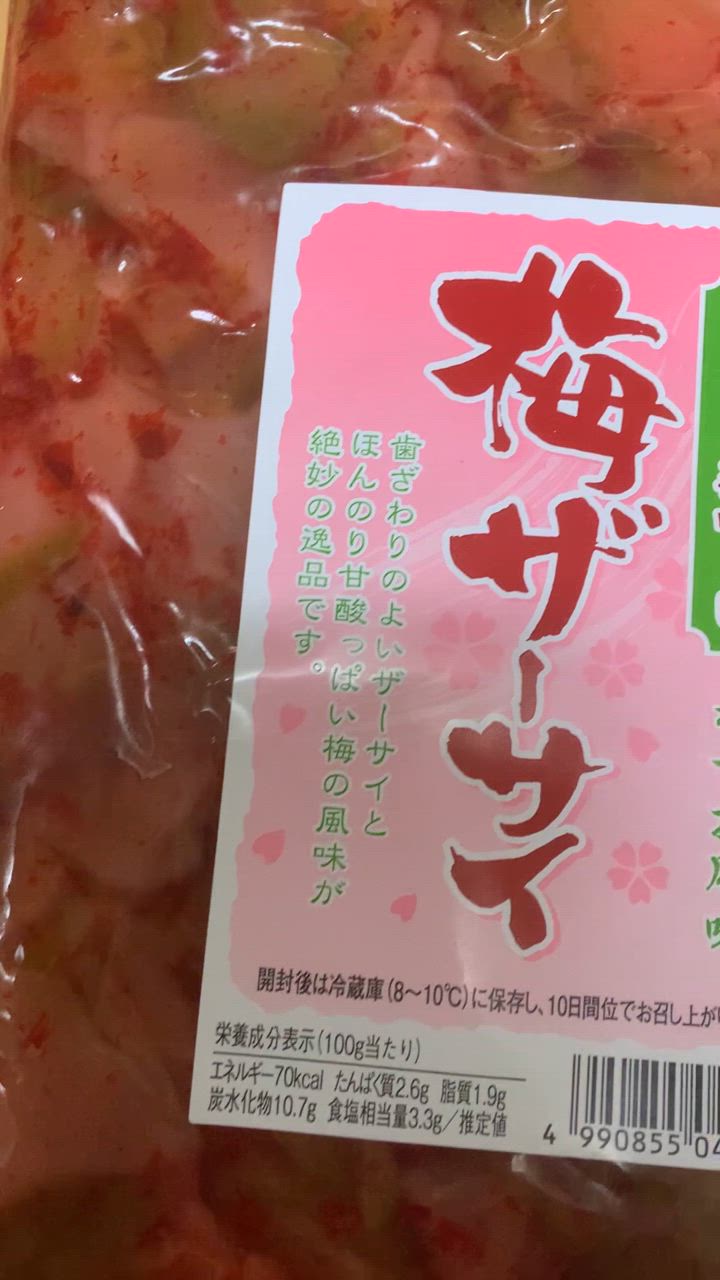 梅ザーサイ
歯ざわりのよいザーサイと
ほんのり甘酸っぱい梅の風味が
絶妙の逸品です。
開封後は冷蔵庫(8〜10℃)に保存し、10日間位でお召し上が
栄養成分表示(100g当たり)
エネルギー70kcal たんぱく質2.6g 脂質1.9g
炭水化物10.7g 食塩相当量3.3g/推定値
4 990855 04